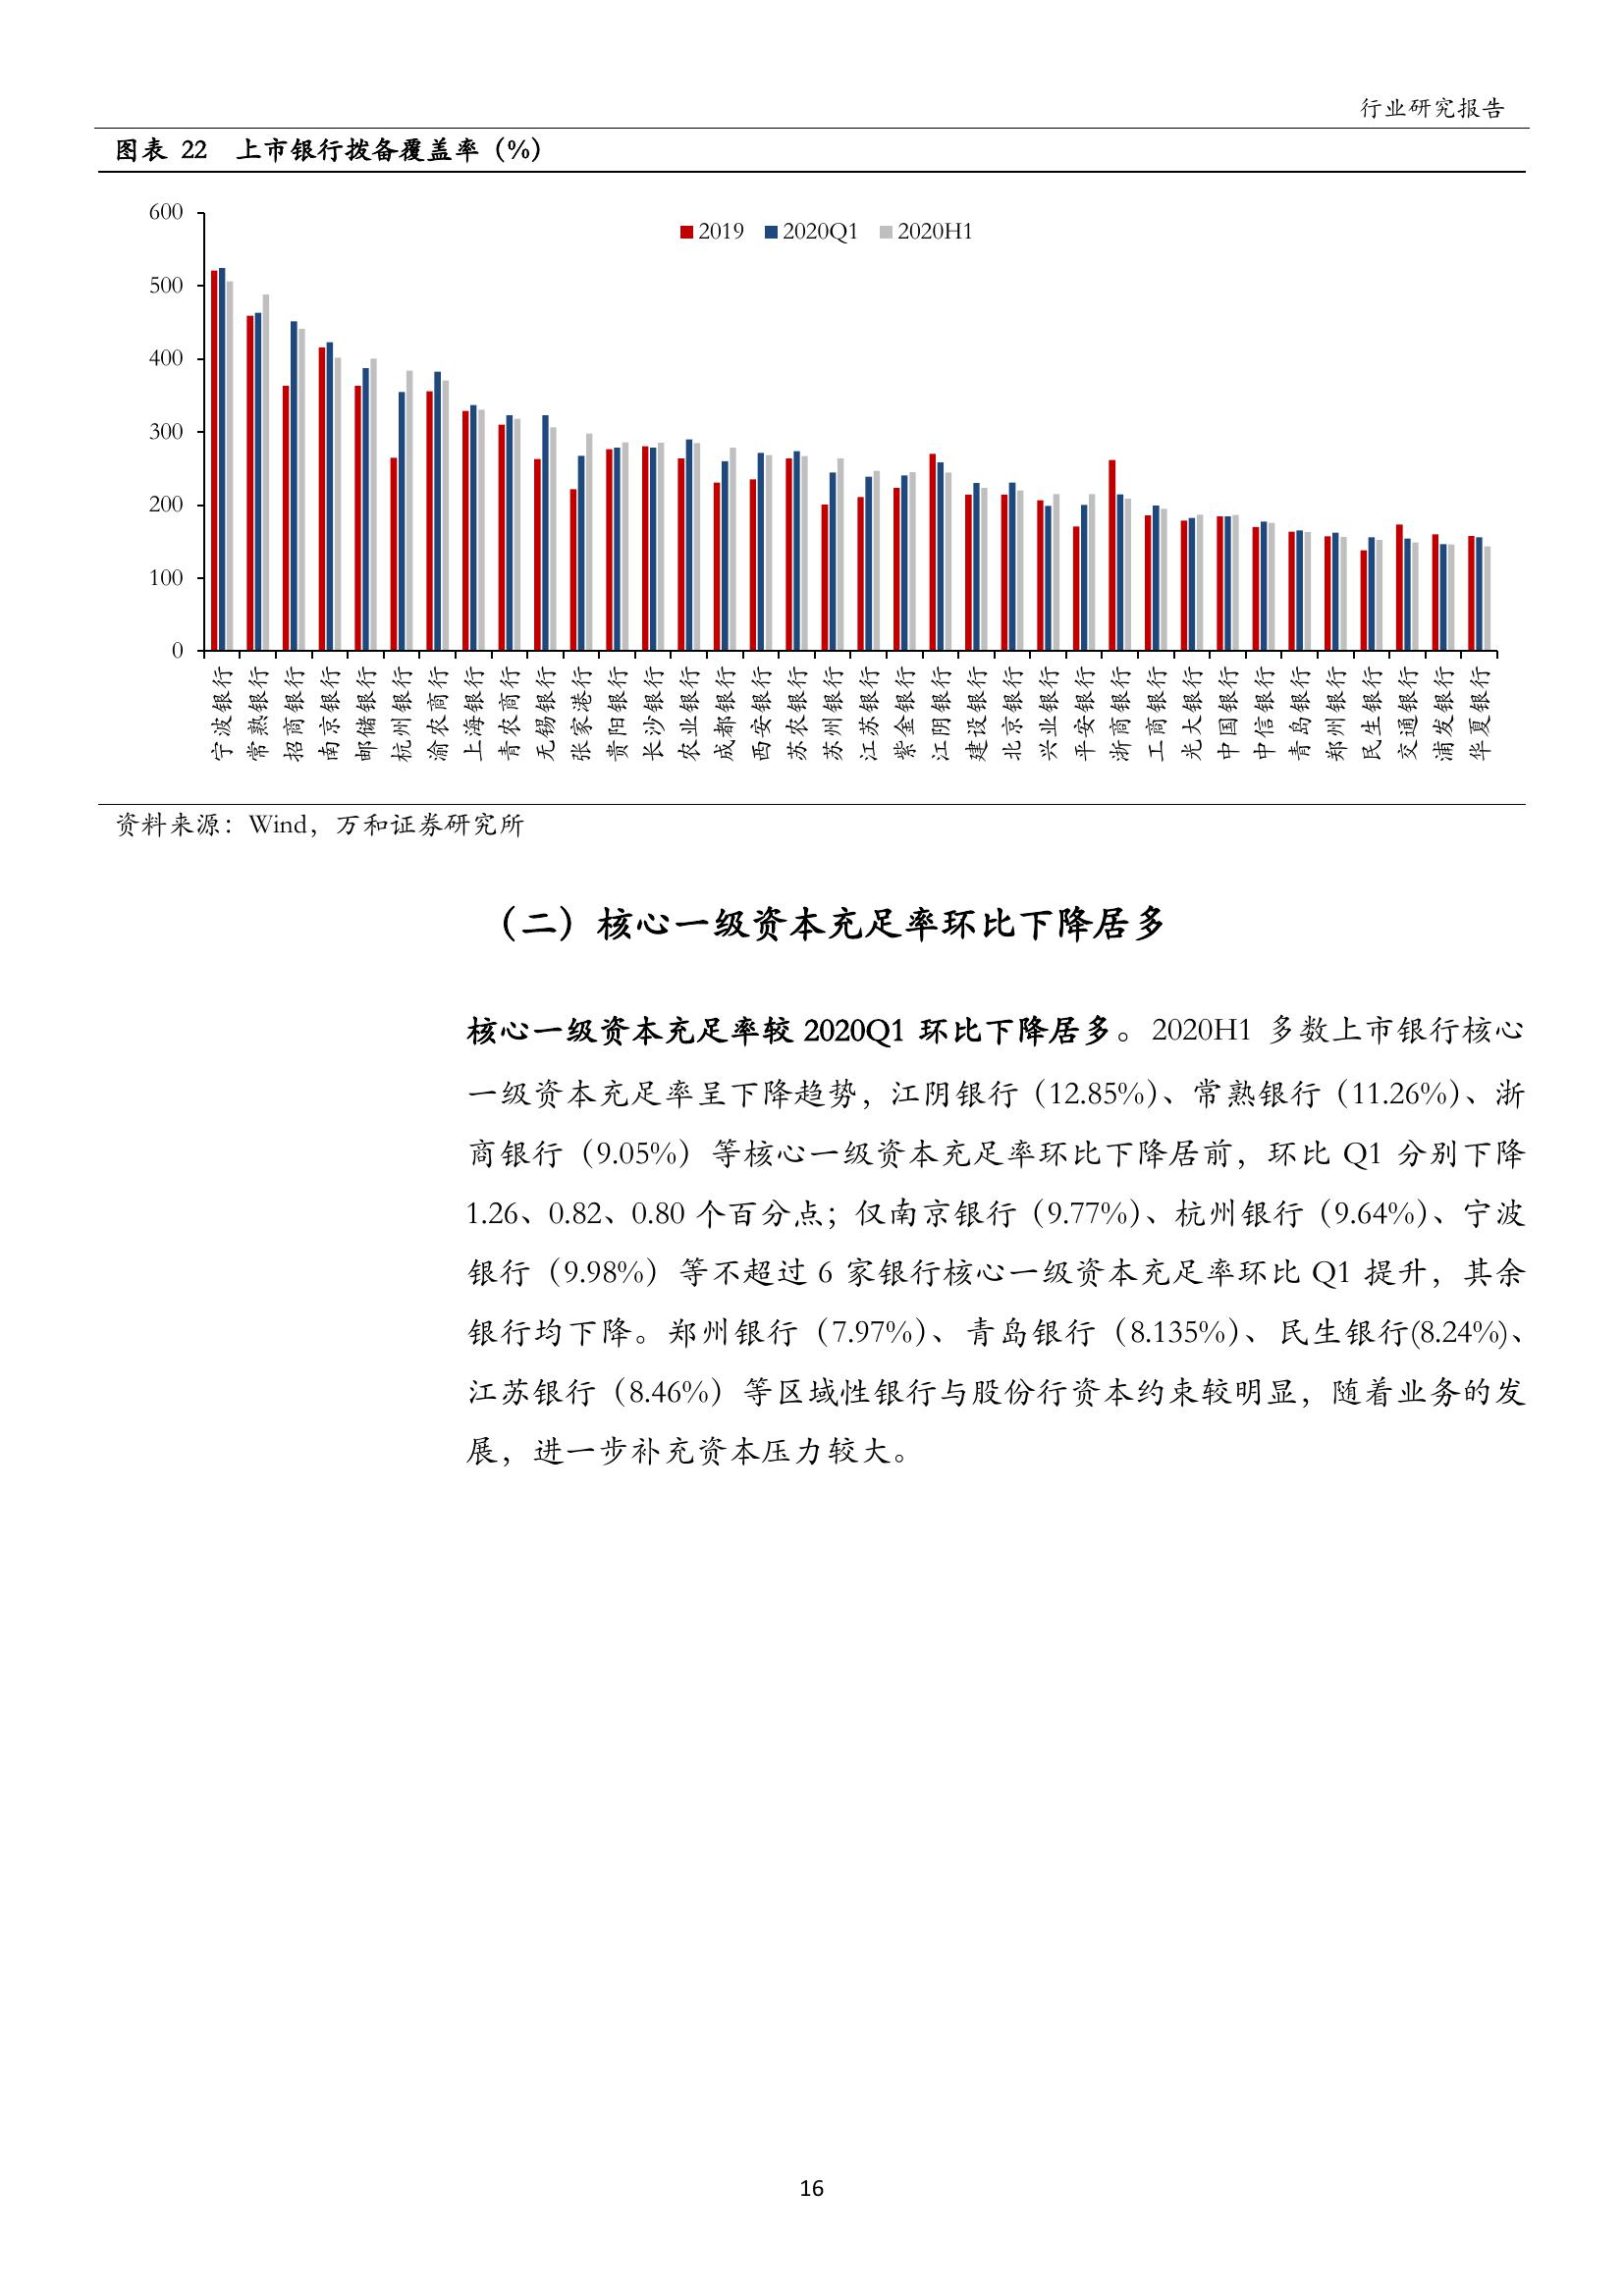 行业研究报告
图表 22 上市银行拨备覆盖率（%）
600
500
400
300
200
100
0
2019 2020Q1 2020H1
宁波银行
常熟银行
招商银行
南京银行
邮储银行
杭州银行
渝农商行
上海银行
青农商行
无锡银行
张家港行
贵阳银行
长沙银行
农业银行
成都银行
西安银行
苏农银行
苏州银行
江苏银行
紫金银行
江阴银行
建设银行
北京银行
兴业银行
平安银行
浙商银行
工商银行
光大银行
中国银行
中信银行
青岛银行
郑州银行
民生银行
交通银行
浦发银行
华夏银行
资料来源：Wind，万和证券研究所
（二）核心一级资本充足率环比下降居多
核心一级资本充足率较 2020Q1 环比下降居多。2020H1 多数上市银行核心
一级资本充足率呈下降趋势，江阴银行（12.85%）、常熟银行（11.26%）、浙
商银行（9.05%）等核心一级资本充足率环比下降居前，环比 Q1 分别下降
1.26、0.82、0.80 个百分点；仅南京银行（9.77%）、杭州银行（9.64%）、宁波
银行（9.98%）等不超过 6 家银行核心一级资本充足率环比 Q1 提升，其余
银行均下降。郑州银行（7.97%）、青岛银行（8.135%）、民生银行(8.24%)、
江苏银行（8.46%）等区域性银行与股份行资本约束较明显，随着业务的发
展，进一步补充资本压力较大。
16